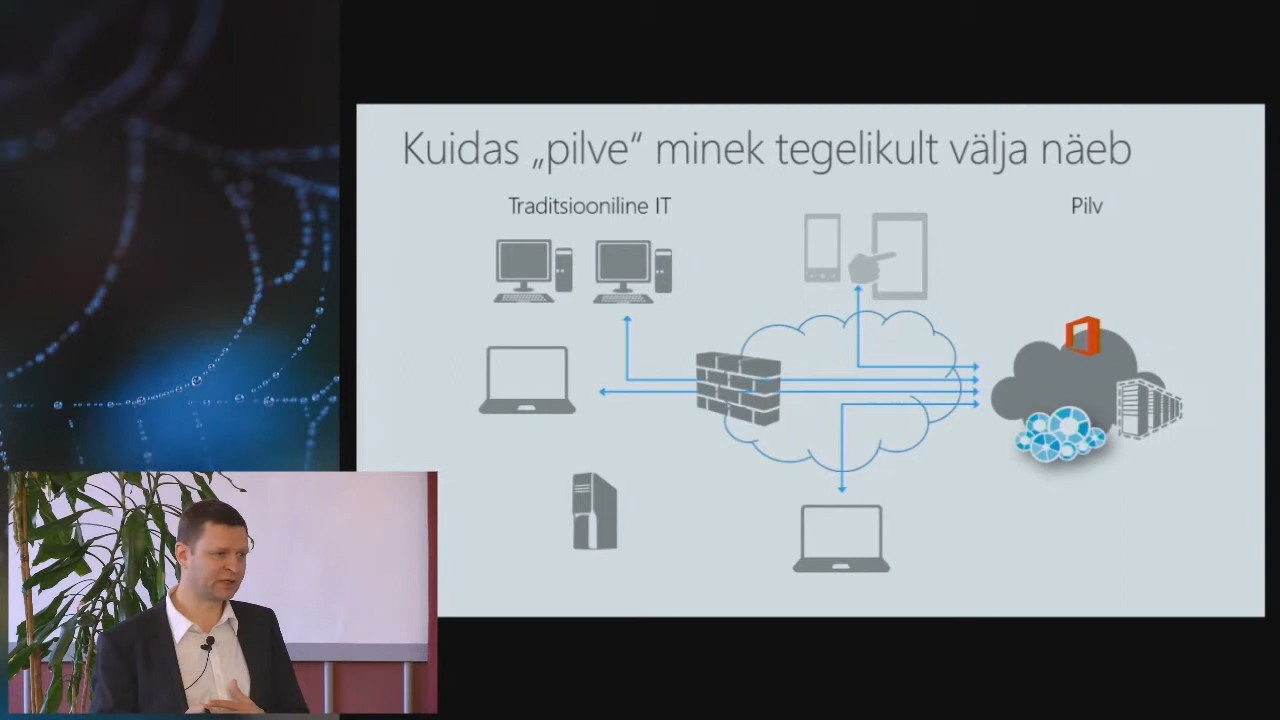 Kuidas „pilve“ minek tegelikult välja näeb
Traditsiooniline IT
Pilv